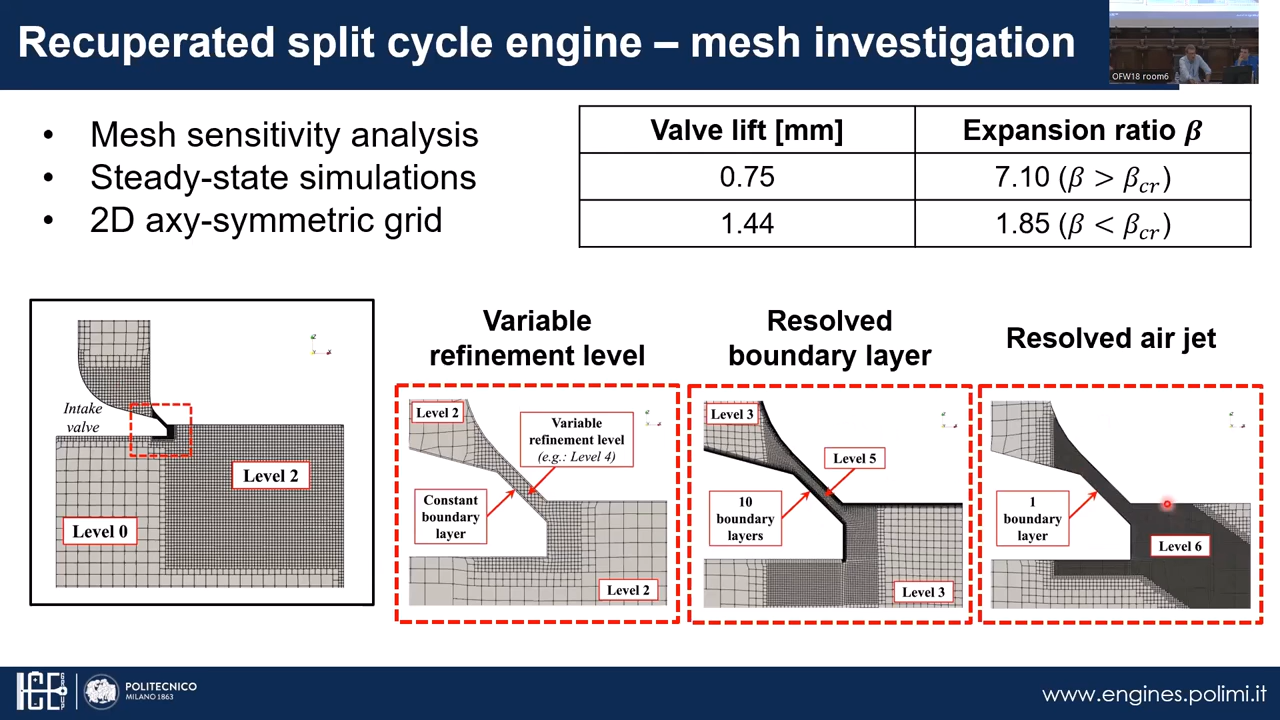 Recuperated split cycle engine – mesh investigation
OFW18 room6
• Mesh sensitivity analysis
• Steady-state simulations
• 2D axy-symmetric grid
Valve lift [mm] Expansion ratio β
0.75 7.10 (β > βcr)
1.44 1.85 (β < βcr)
Intake
valve
Level 2
Level 0
Variable
refinement level
Level 2
Variable
refinement level
(e.g.: Level 4)
Constant
boundary
layer
Level 2
Resolved
boundary layer
Level 3
Level 5
10
boundary
layers
Level 3
Resolved air jet
1
boundary
layer
Level 6
ICE
GROUP
POLITECNICO
MILANO 1863
www.engines.polimi.it